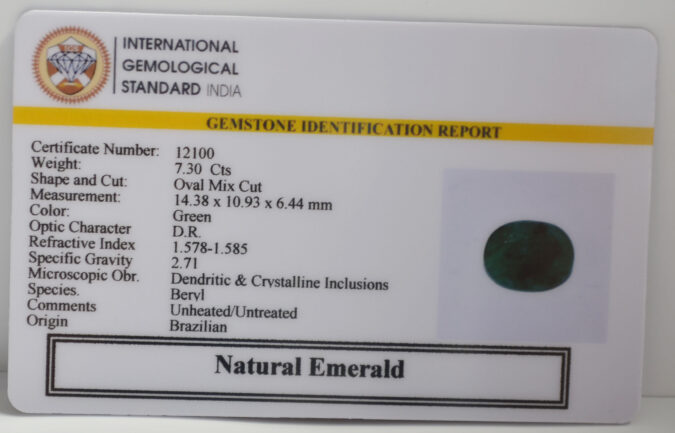 IGS
INTERNATIONAL
GEMOLOGICAL
STANDARD INDIA
GEMSTONE IDENTIFICATION REPORT
Certificate Number: 12100
Weight: 7.30 Cts
Shape and Cut: Oval Mix Cut
Measurement: 14.38 x 10.93 x 6.44 mm
Color: Green
Optic Character D.R.
Refractive Index 1.578-1.585
Specific Gravity 2.71
Microscopic Obr. Dendritic & Crystalline Inclusions
Species. Beryl
Comments Unheated/Untreated
Origin Brazilian
Natural Emerald